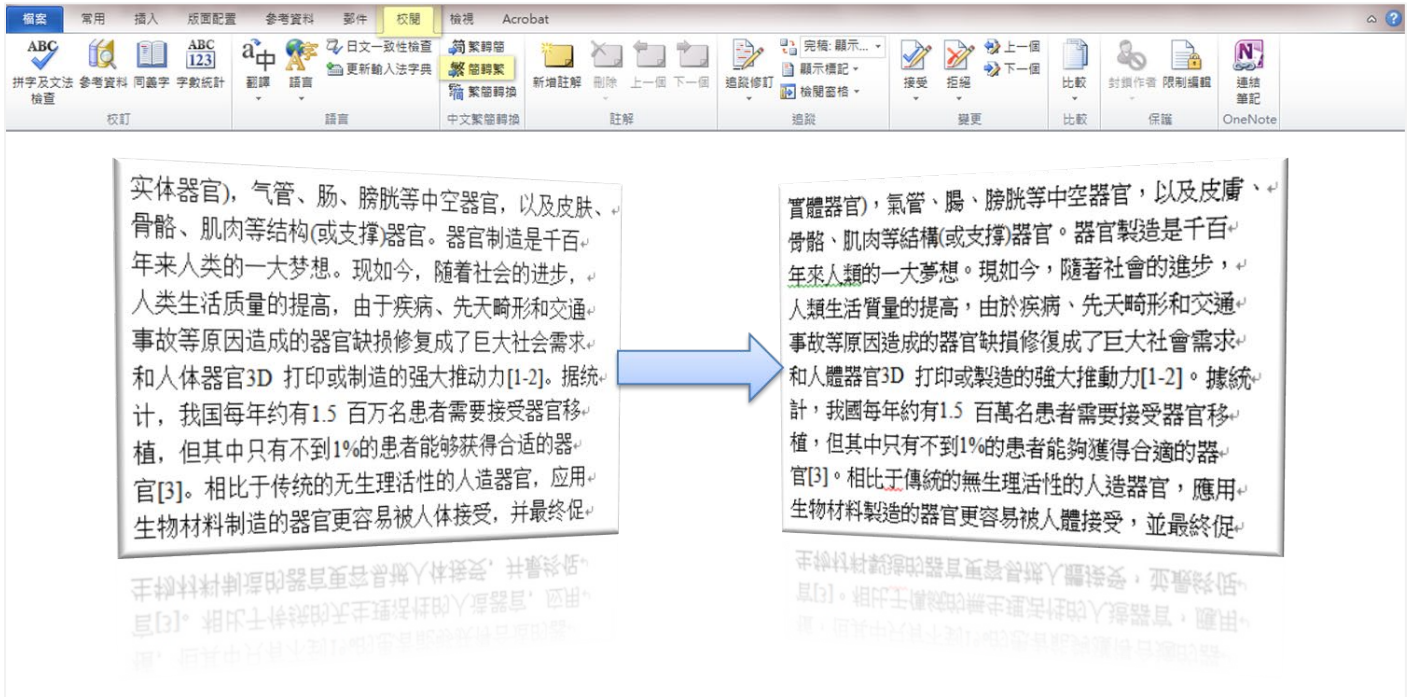 檔案 常用 插入 版面配置 參考資料 郵件 校閱 檢視 Acrobat
ABC 拼字及文法檢查
參考資料
同義字
ABC 123 字數統計
校訂
翻譯
語言
日文一致性檢查
更新輸入法字典
語言
繁轉簡
簡轉繁
繁簡轉換
中文繁簡轉換
新增註解
刪除
上一個
下一個
註解
追蹤修訂
完稿: 顯示...
顯示標記
檢閱窗格
追蹤
接受
拒絕
上一個
下一個
變更
比較
比較
封鎖作者
限制編輯
保護
連結筆記
OneNote
实体器官)，气管、肠、膀胱等中空器官，以及皮肤、
骨骼、肌肉等结构(或支撑)器官。器官制造是千百
年来人类的一大梦想。现如今，随着社会的进步，
人类生活质量的提高，由于疾病、先天畸形和交通
事故等原因造成的器官缺损修复成了巨大社会需求
和人体器官3D 打印或制造的强大推动力[1-2]。据统
计，我国每年约有1.5 百万名患者需要接受器官移
植，但其中只有不到1%的患者能够获得合适的器
官[3]。相比于传统的无生理活性的人造器官，应用
生物材料制造的器官更容易被人体接受，并最终促
實體器官)，氣管、腸、膀胱等中空器官，以及皮膚、
骨骼、肌肉等結構(或支撐)器官。器官製造是千百
年來人類的一大夢想。現如今，隨著社會的進步，
人類生活質量的提高，由於疾病、先天畸形和交通
事故等原因造成的器官缺損修復成了巨大社會需求
和人體器官3D 打印或製造的強大推動力[1-2]。據統
計，我國每年約有1.5 百萬名患者需要接受器官移
植，但其中只有不到1%的患者能夠獲得合適的器
官[3]。相比于傳統的無生理活性的人造器官，應用
生物材料製造的器官更容易被人體接受，並最終促